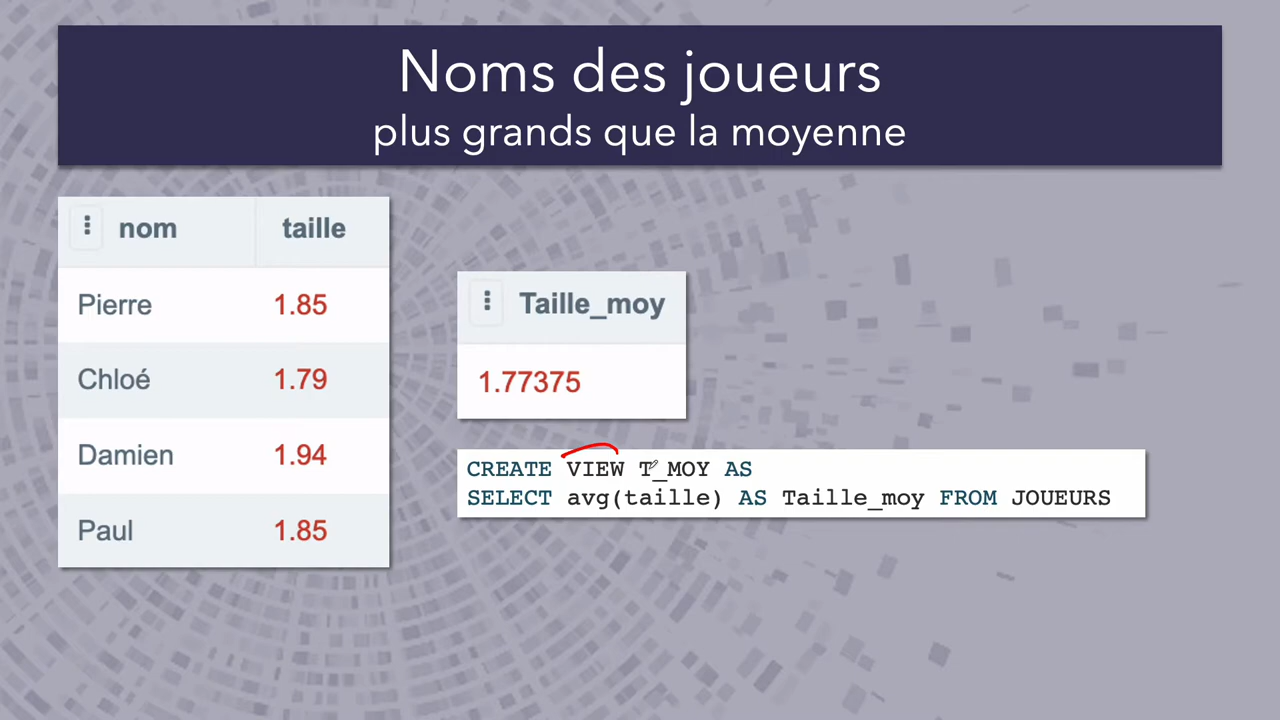 Noms des joueurs
plus grands que la moyenne
nom taille
Pierre 1.85
Chloé 1.79
Damien 1.94
Paul 1.85
Taille_moy
1.77375
CREATE VIEW T_MOY AS
SELECT avg(taille) AS Taille_moy FROM JOUEURS